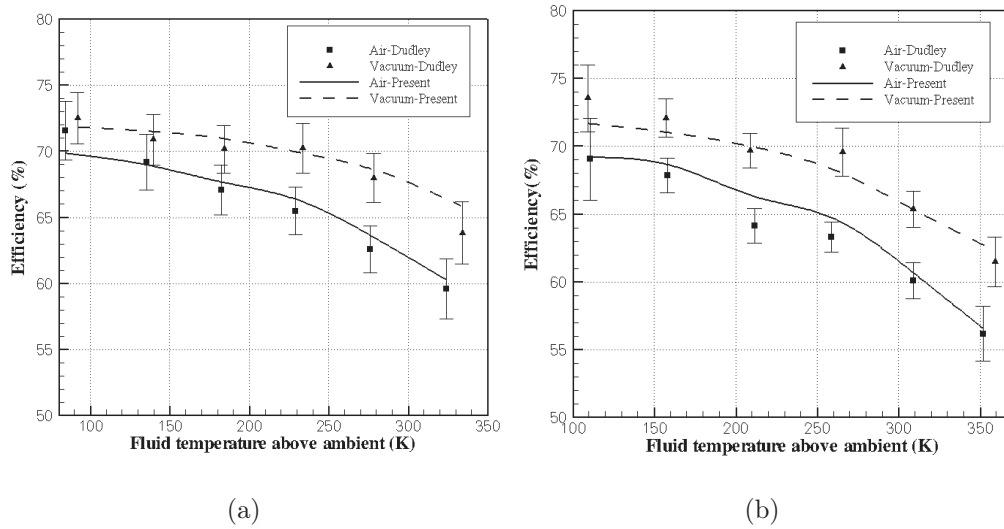 80
75
70
65
60
55
50
Efficiency (%)
100
150
200
250
300
350
Fluid temperature above ambient (K)
Air-Dudley
Vacuum-Dudley
Air-Present
Vacuum-Present
(a)
80
75
70
65
60
55
50
Efficiency(%)
100
150
200
250
300
350
Fluid temperature above ambient (K)
Air-Dudley
Vacuum-Dudley
Air-Present
Vacuum-Present
(b)